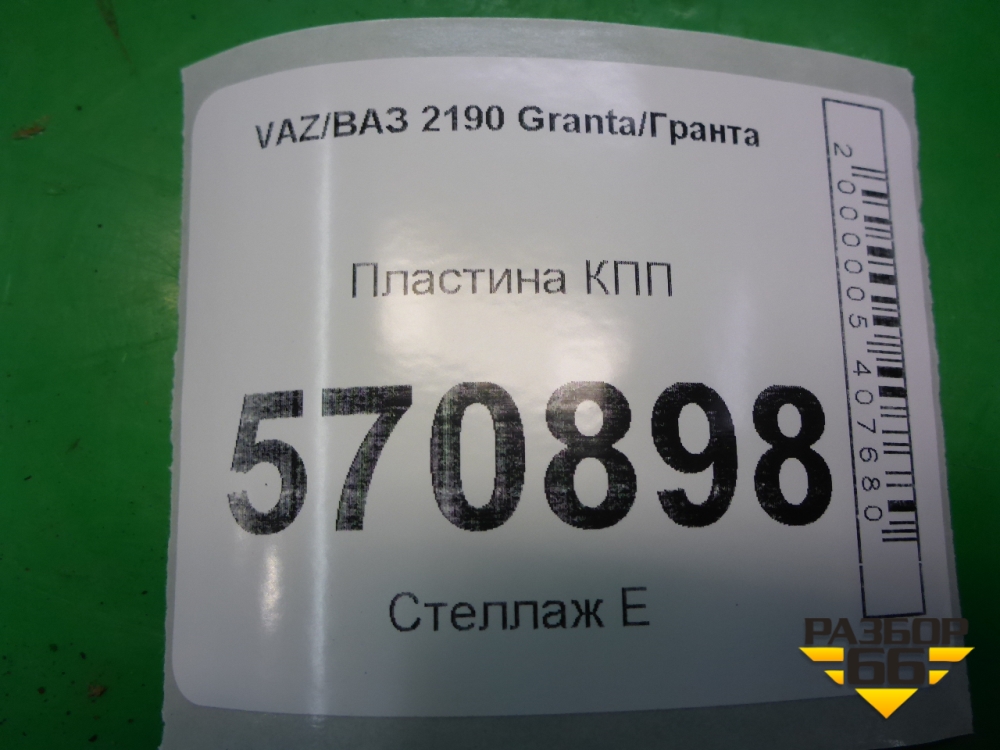 VAZ/ВАЗ 2190 Granta/Гранта
Пластина КПП
570898
Стеллаж Е
2000005407680
РАЗБОР
66